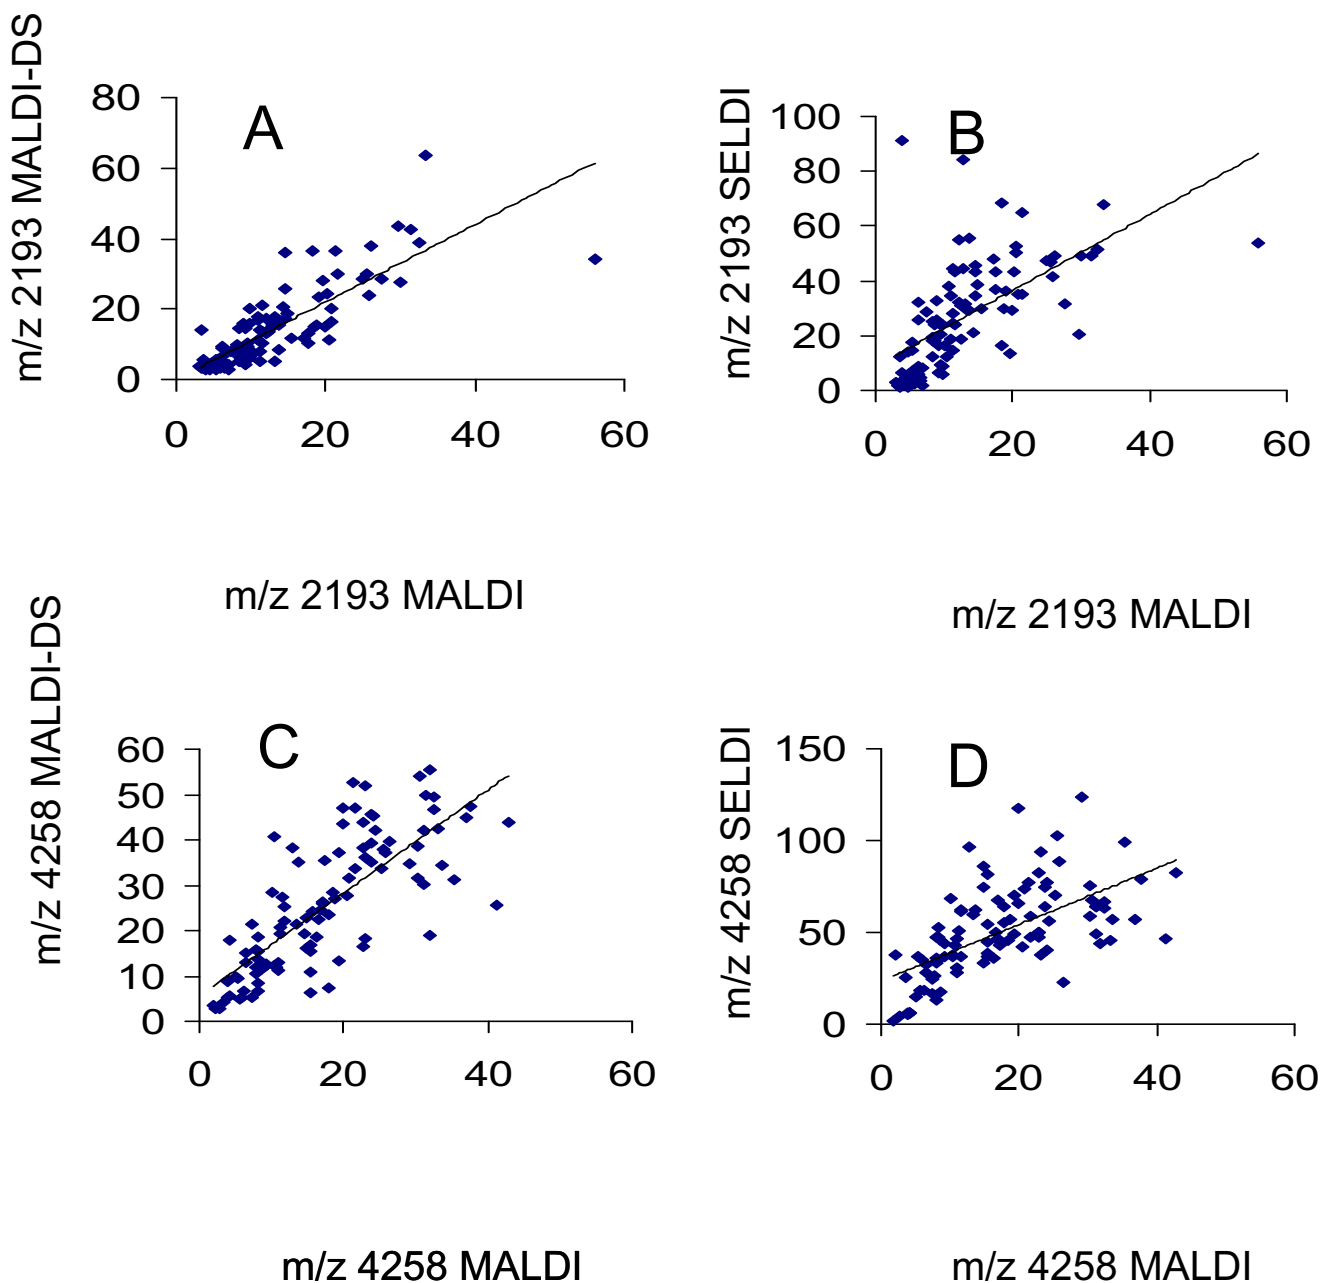 m/z 2193 MALDI-DS
A
80
60
40
20
0
0 20 40 60
m/z 2193 MALDI
m/z 2193 SELDI
B
100
80
60
40
20
0
0 20 40 60
m/z 2193 MALDI
m/z 4258 MALDI-DS
C
60
50
40
30
20
10
0
0 20 40 60
m/z 4258 MALDI
m/z 4258 SELDI
D
150
100
50
0
0 20 40 60
m/z 4258 MALDI